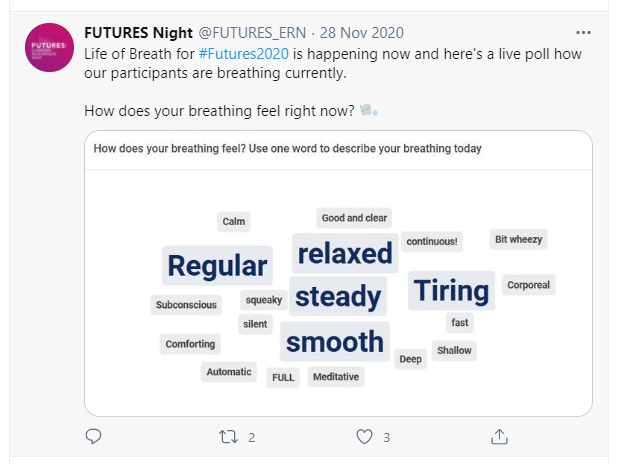 FUTURES Night @FUTURES_ERN · 28 Nov 2020
FUTURES
Life of Breath for #Futures2020 is happening now and here's a live poll how
our participants are breathing currently.
How does your breathing feel right now?
How does your breathing feel? Use one word to describe your breathing today
Calm
Good and clear
Regular
relaxed
continuous!
Bit wheezy
Subconscious
squeaky
steady
Tiring
Corporeal
silent
fast
Comforting
smooth
Deep
Shallow
Automatic
FULL
Meditative
2
3